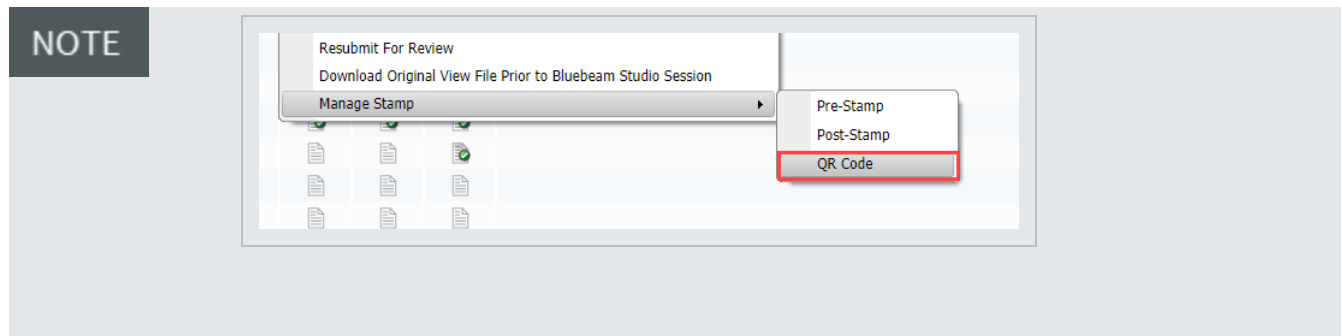 NOTE
Resubmit For Review
Download Original View File Prior to Bluebeam Studio Session
Manage Stamp
Pre-Stamp
Post-Stamp
QR Code